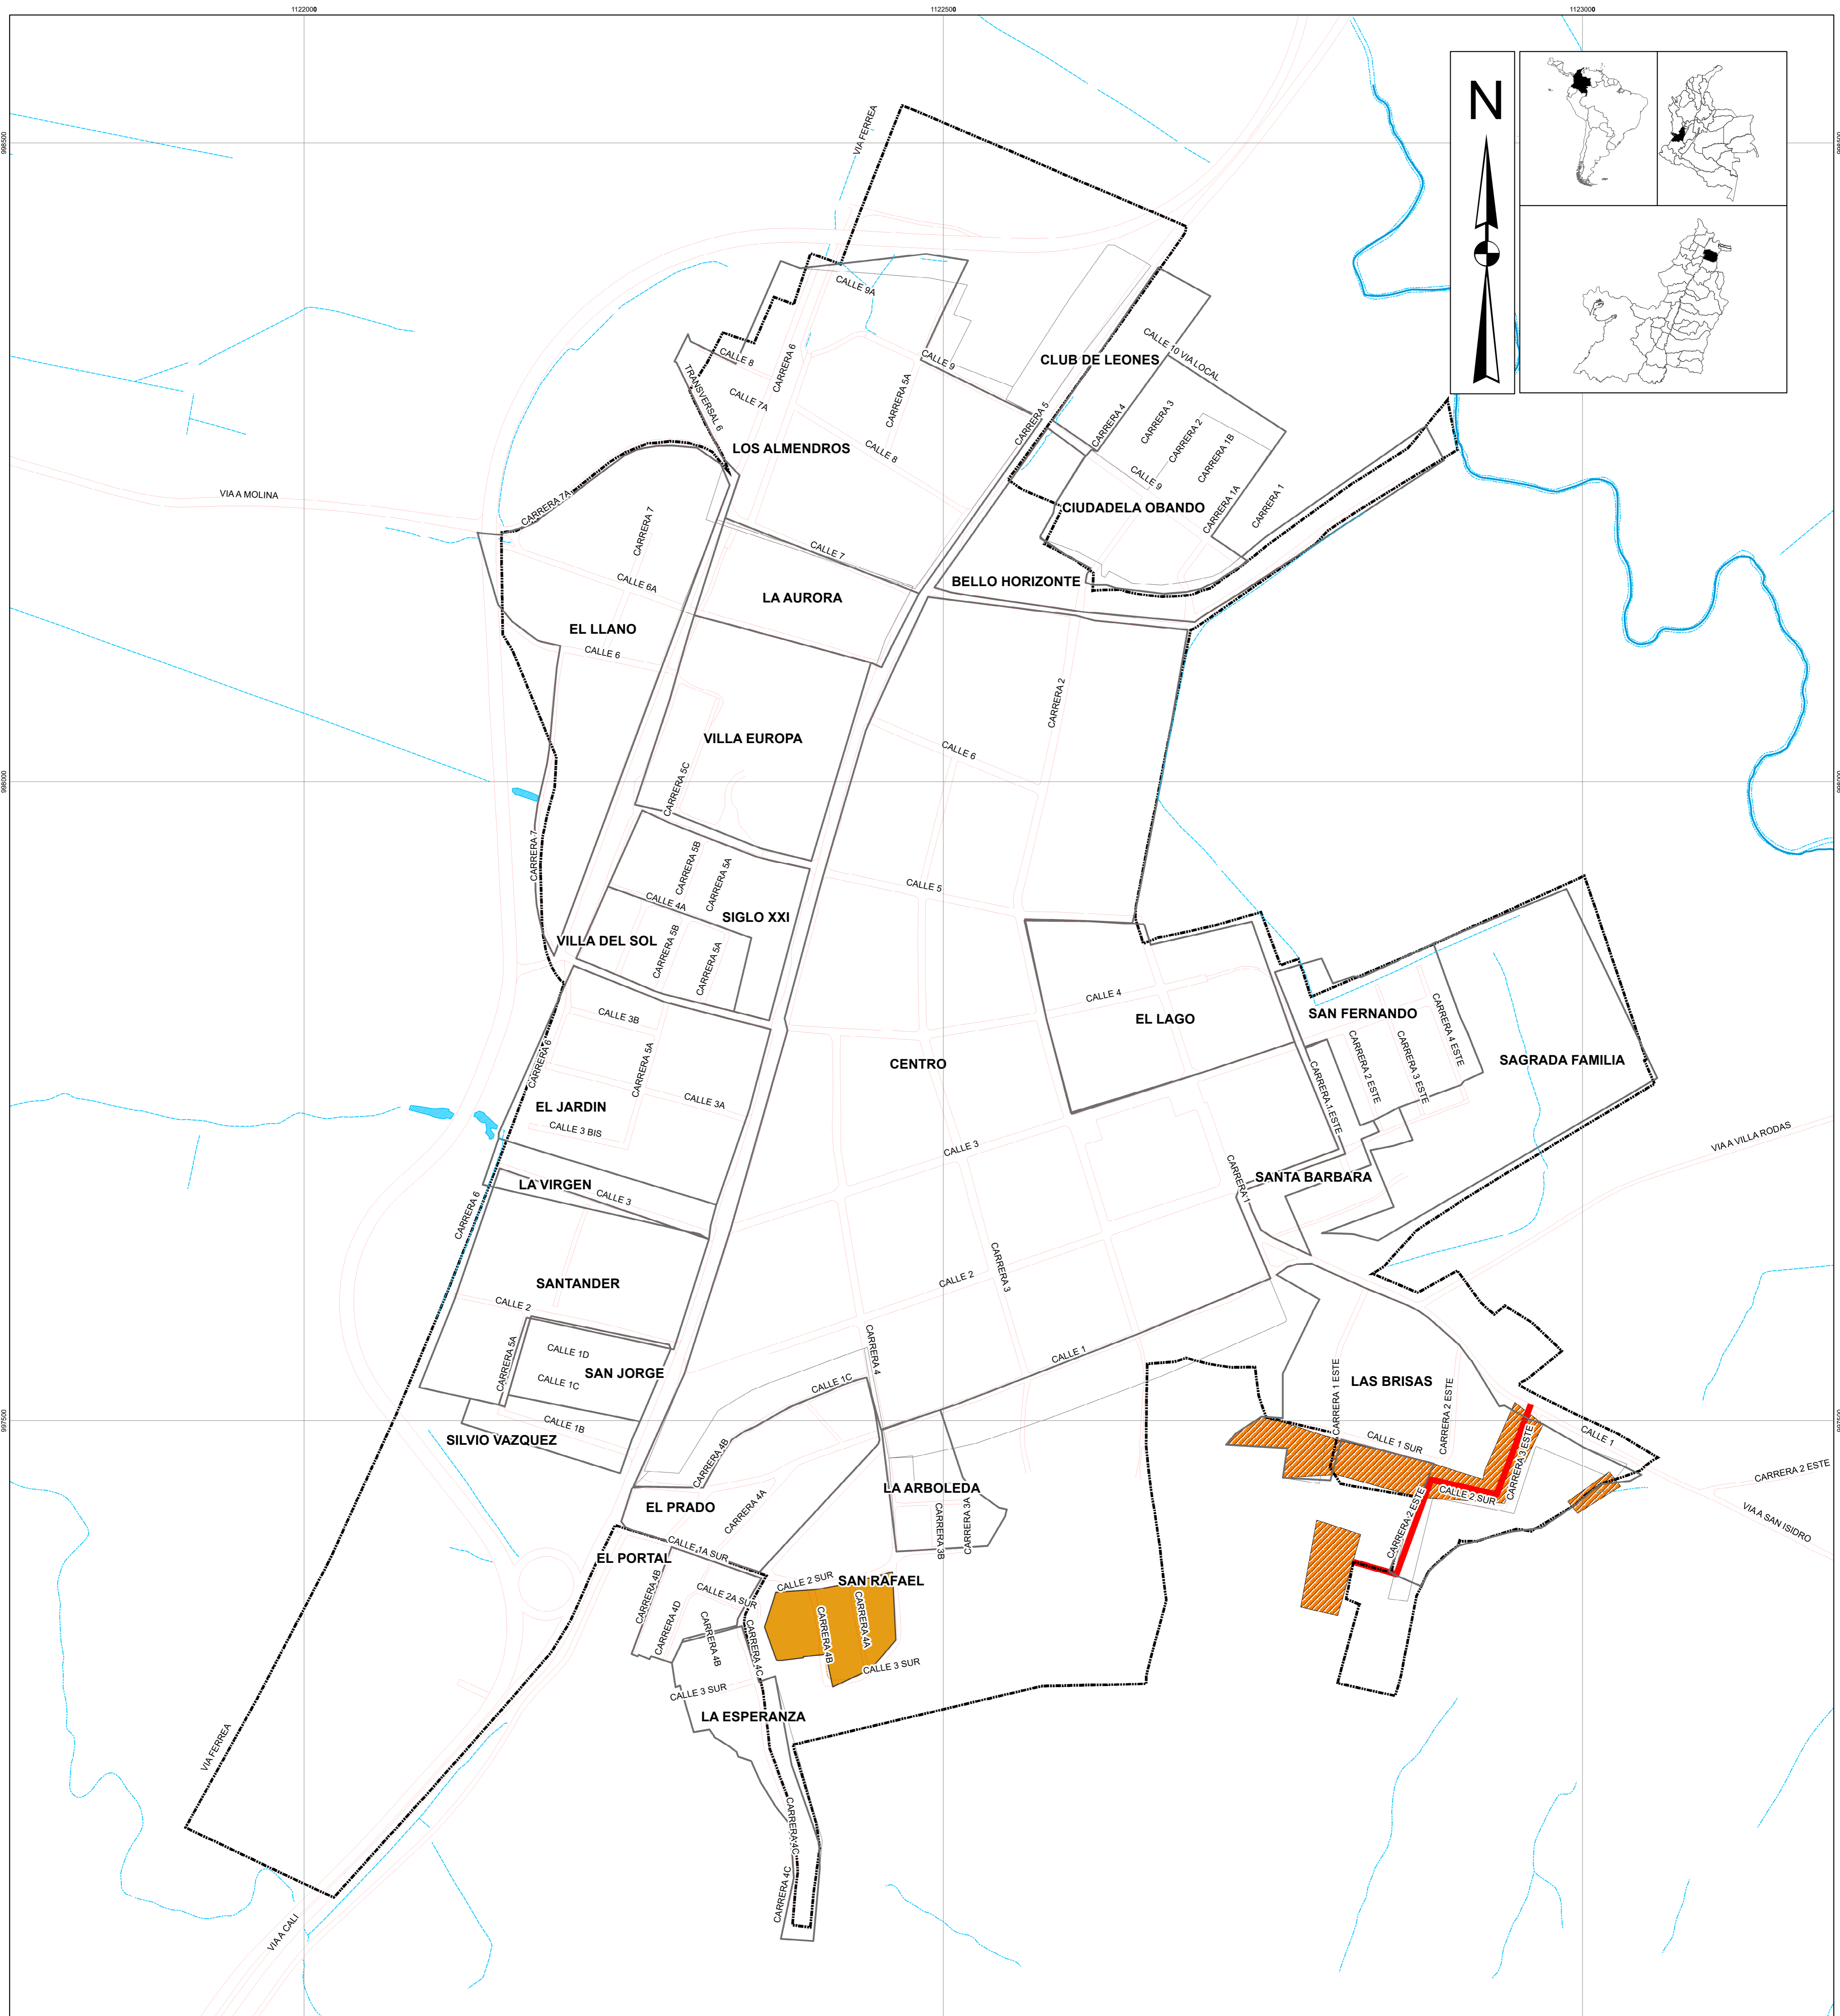 1122000
1122500
1123000
998500
998500
N
VIA FERREA
CALLE 9A
CARRERA 6
CALLE 8
TRANSVERSAL 6
CALLE 7A
CARRERA 5A
CALLE 9
CLUB DE LEONES
CALLE 10 VIA LOCAL
CARRERA 5
CARRERA 4
CARRERA 3
CARRERA 2
CARRERA 1B
LOS ALMENDROS
CALLE 8
CALLE 9
VIA A MOLINA
CARRERA 7A
CARRERA 7
CIUDADELA OBANDO
CARRERA 1A
CARRERA 1
CALLE 7
CALLE 6A
LA AURORA
BELLO HORIZONTE
EL LLANO
CALLE 6
CARRERA 2
VILLA EUROPA
CALLE 6
998000
998000
CARRERA 5C
CARRERA 7
CARRERA 5B
CARRERA 5A
CALLE 5
CALLE 4A
SIGLO XXI
VILLA DEL SOL
CARRERA 5B
CARRERA 5A
CALLE 4
EL LAGO
SAN FERNANDO
CALLE 3B
CARRERA 6
CARRERA 5A
CENTRO
CARRERA 2 ESTE
CARRERA 3 ESTE
CARRERA 4 ESTE
SAGRADA FAMILIA
CARRERA 1 ESTE
CALLE 3A
EL JARDIN
CALLE 3 BIS
CALLE 3
VIA A VILLA RODAS
LA VIRGEN
CALLE 3
CARRERA 1
SANTA BARBARA
CARRERA 6
SANTANDER
CALLE 2
CARRERA 3
CALLE 2
CARRERA 5A
CALLE 1D
CALLE 1C
SAN JORGE
CARRERA 4
CALLE 1C
CALLE 1
CARRERA 1 ESTE
LAS BRISAS
CARRERA 2 ESTE
997500
997500
CALLE 1B
SILVIO VAZQUEZ
CARRERA 4B
CALLE 1 SUR
CARRERA 3 ESTE
CALLE 1
CARRERA 2 ESTE
LA ARBOLEDA
EL PRADO
CARRERA 4A
CARRERA 3B
CARRERA 3A
CALLE 2 SUR
CARRERA 2 ESTE
VIA A SAN ISIDRO
CALLE 1A SUR
EL PORTAL
CARRERA 4B
CALLE 2A SUR
CALLE 2 SUR
SAN RAFAEL
CARRERA 4D
CARRERA 4B
CARRERA 4C
CARRERA 4B
CARRERA 4A
CALLE 3 SUR
CALLE 3 SUR
LA ESPERANZA
VIA FERREA
CARRERA 4C
CARRERA 4C
VIA A CALI